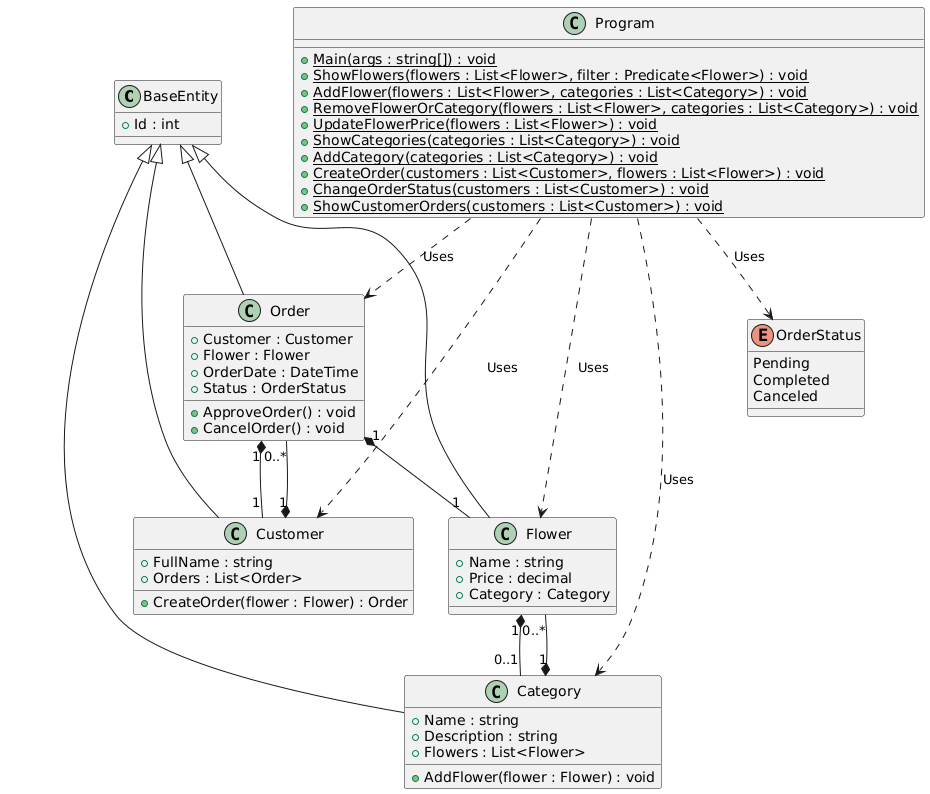 Program
Main(args : string[]) : void
ShowFlowers(flowers : List<Flower>, filter : Predicate<Flower>) : void
AddFlower(flowers : List<Flower>, categories : List<Category>) : void
RemoveFlowerOrCategory(flowers : List<Flower>, categories : List<Category>) : void
UpdateFlowerPrice(flowers : List<Flower>) : void
ShowCategories(categories : List<Category>) : void
AddCategory(categories : List<Category>) : void
CreateOrder(customers : List<Customer>, flowers : List<Flower>) : void
ChangeOrderStatus(customers : List<Customer>) : void
ShowCustomerOrders(customers : List<Customer>) : void
C BaseEntity
Id : int
Uses
Uses
C Order
Customer : Customer
Flower : Flower
OrderDate : DateTime
Status : OrderStatus
ApproveOrder() : void
CancelOrder() : void
E OrderStatus
Pending
Completed
Canceled
Uses
Uses
1
1 0..*
Uses
1 1
1
C Customer
FullName : string
Orders : List<Order>
CreateOrder(flower : Flower) : Order
C Flower
Name : string
Price : decimal
Category : Category
1 0..*
0..1 1
C Category
Name : string
Description : string
Flowers : List<Flower>
AddFlower(flower : Flower) : void